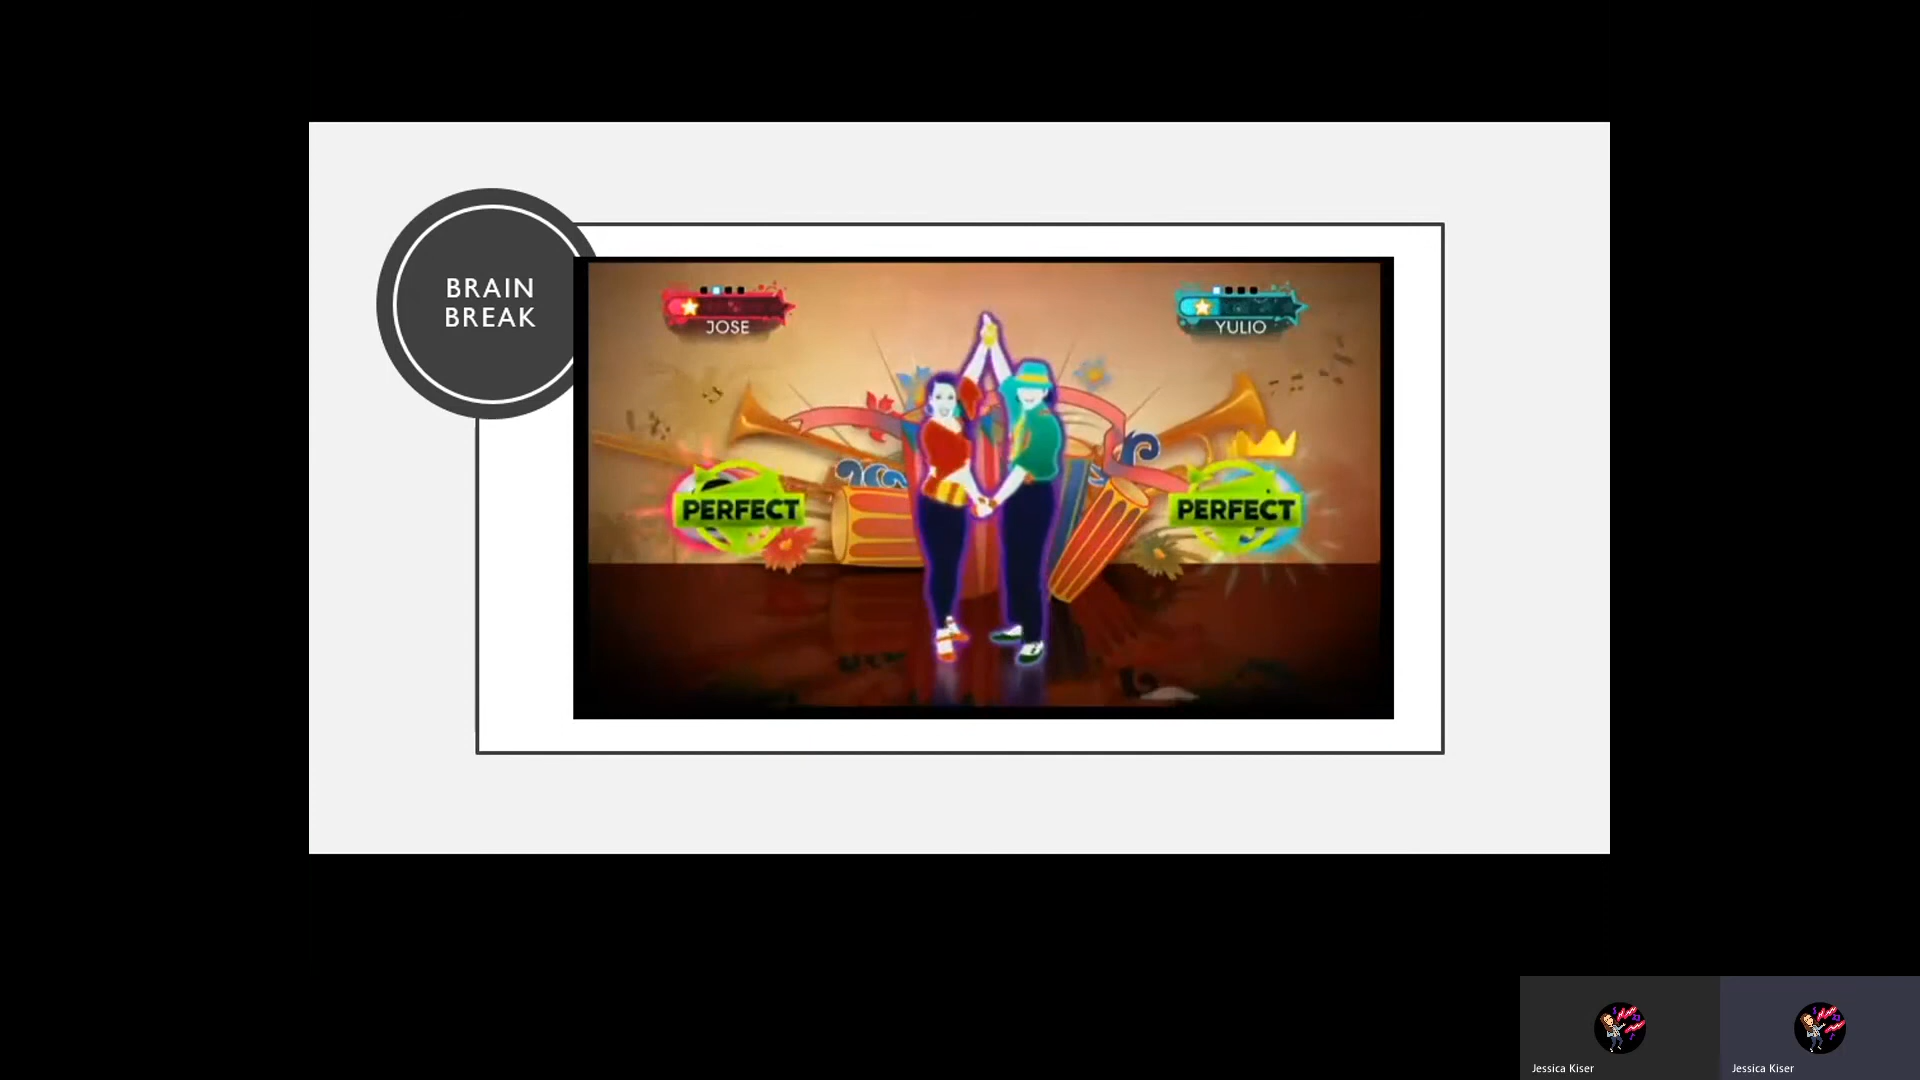 BRAIN
BREAK
JOSE
YULIO
PERFECT
PERFECT
Jessica Kiser
Jessica Kiser